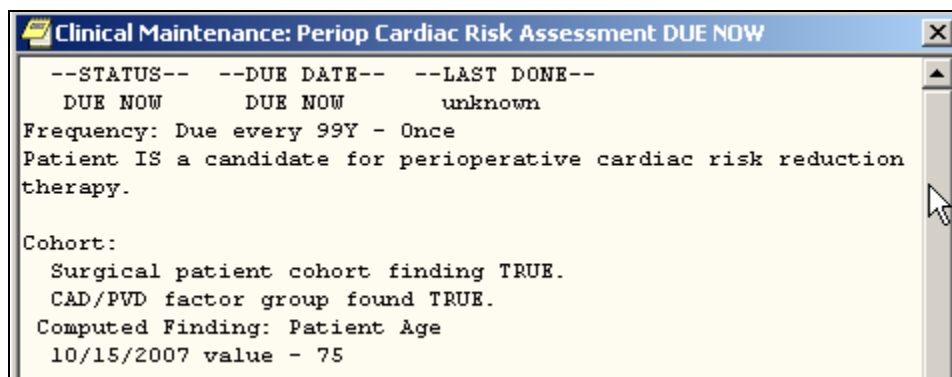 Clinical Maintenance: Periop Cardiac Risk Assessment DUE NOW
--STATUS-- --DUE DATE-- --LAST DONE--
DUE NOW DUE NOW unknown
Frequency: Due every 99Y - Once
Patient IS a candidate for perioperative cardiac risk reduction
therapy.
Cohort:
Surgical patient cohort finding TRUE.
CAD/PVD factor group found TRUE.
Computed Finding: Patient Age
10/15/2007 value - 75